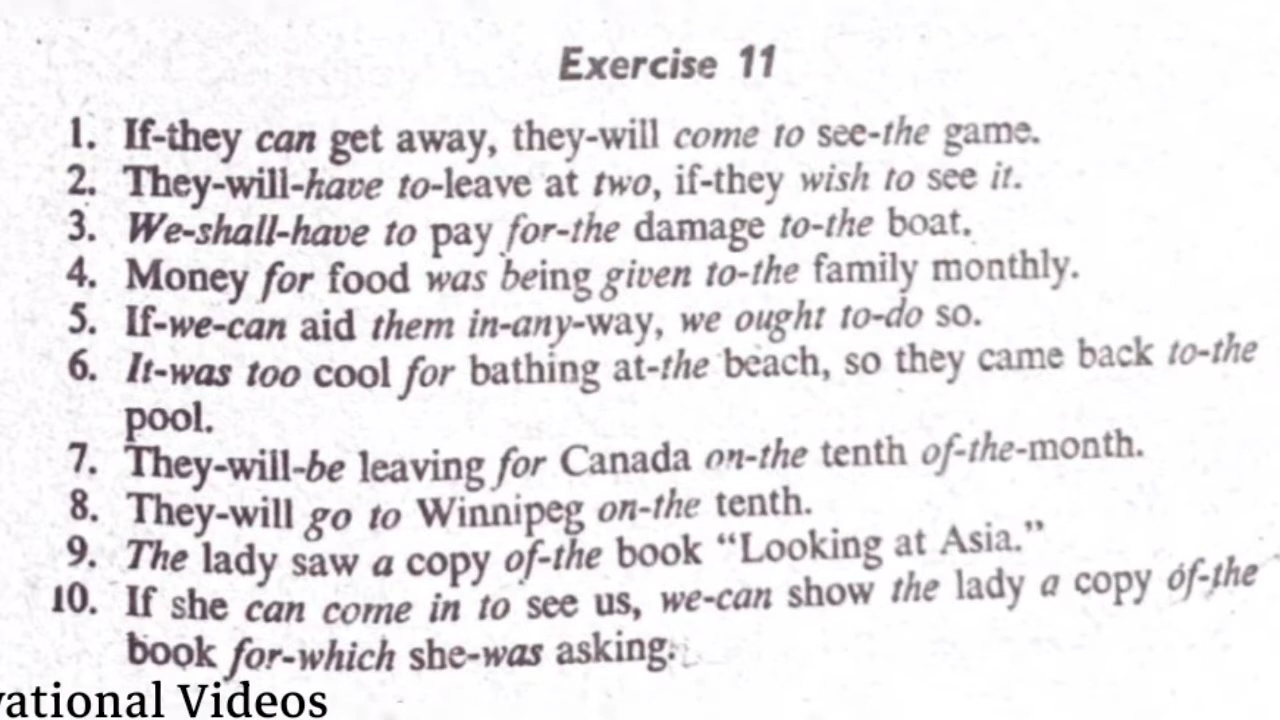 Exercise 11
1. If-they can get away, they-will come to see-the game.
2. They-will-have to-leave at two, if-they wish to see it.
3. We-shall-have to pay for-the damage to-the boat.
4. Money for food was being given to-the family monthly.
5. If-we-can aid them in-any-way, we ought to-do so.
6. It-was too cool for bathing at-the beach, so they came back to-the
pool.
7. They-will-be leaving for Canada on-the tenth of-the-month.
8. They-will go to Winnipeg on-the tenth.
9. The lady saw a copy of-the book “Looking at Asia.”
10. If she can come in to see us, we-can show the lady a copy of-the
book for-which she-was asking.
vational Videos